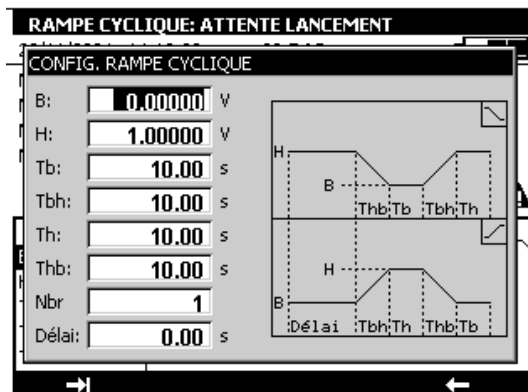 RAMPE CYCLIQUE: ATTENTE LANCEMENT
CONFIG. RAMPE CYCLIQUE
B: 0.00000 V
H: 1.00000 V
Tb: 10.00 s
Tbh: 10.00 s
Th: 10.00 s
Thb: 10.00 s
Nbr 1
Délai: 0.00 s
H
B
Thb Tb Tbh Th
H
B
Délai Tbh Th Thb Tb